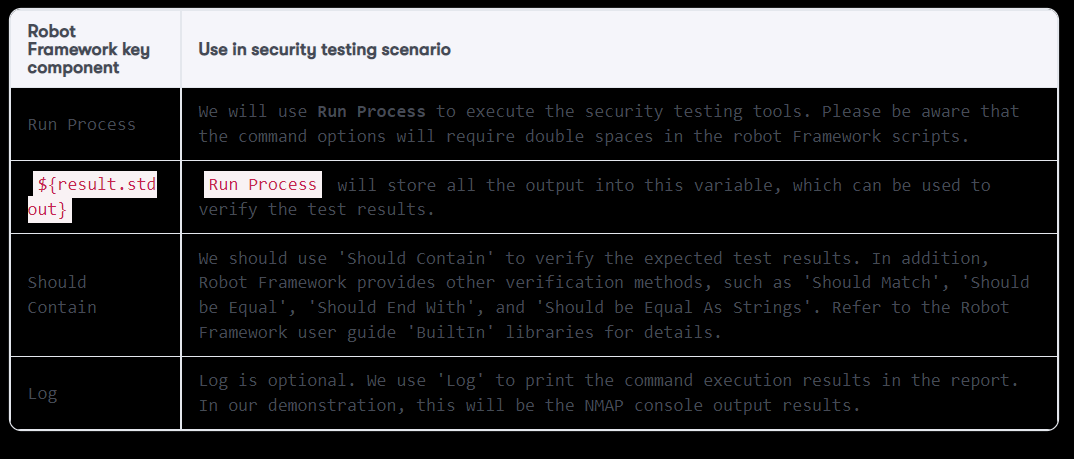 Robot
Framework key
component
Use in security testing scenario
Run Process
We will use Run Process to execute the security testing tools. Please be aware that
the command options will require double spaces in the robot Framework scripts.
${result.std
out}
Run Process will store all the output into this variable, which can be used to
verify the test results.
Should
Contain
We should use 'Should Contain' to verify the expected test results. In addition,
Robot Framework provides other verification methods, such as 'Should Match', 'Should
be Equal', 'Should End With', and 'Should be Equal As Strings'. Refer to the Robot
Framework user guide 'BuiltIn' libraries for details.
Log
Log is optional. We use 'Log' to print the command execution results in the report.
In our demonstration, this will be the NMAP console output results.